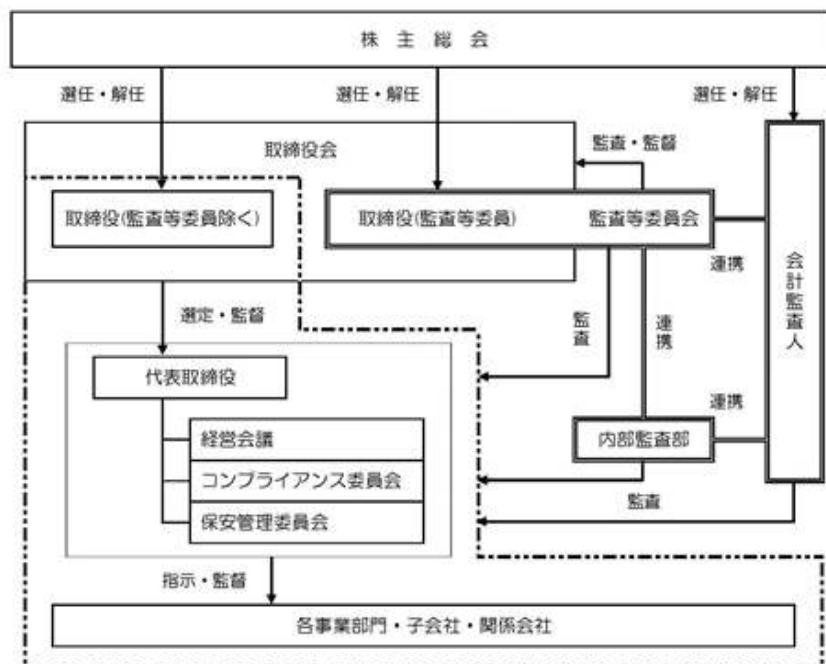 株主総会
選任・解任
選任・解任
選任・解任
取締役会
監査・監督
取締役(監査等委員除く)
取締役(監査等委員)
監査等委員会
連携
会計監査人
選定・監督
監査
連携
代表取締役
連携
経営会議
内部監査部
コンプライアンス委員会
監査
保安管理委員会
指示・監督
各事業部門・子会社・関係会社